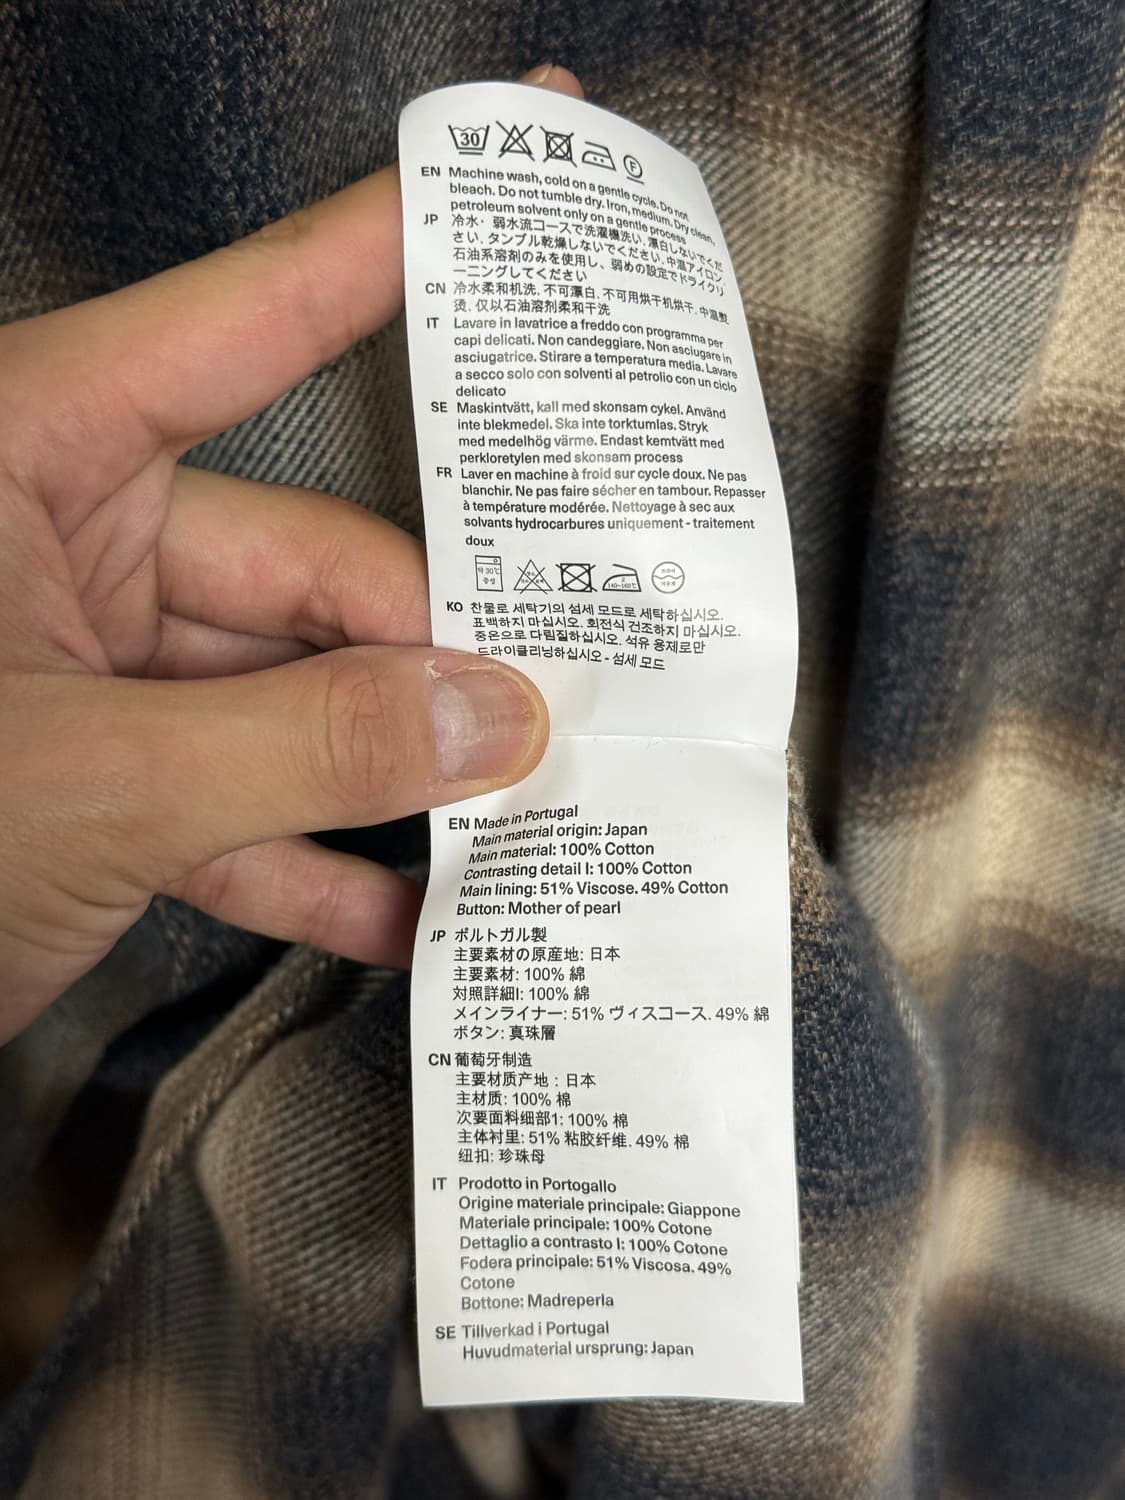 30 F
EN Machine wash, cold on a gentle cycle. Do not
bleach. Do not tumble dry. Iron, medium. Dry clean,
petroleum solvent only on a gentle process
JP 冷水・弱水流コースで洗濯機洗い. 漂白しないでくだ
さい. タンブル乾燥しないでください. 中温アイロン.
石油系溶剤のみを使用し、弱めの設定でドライクリ
ーニングしてください
CN 冷水柔和机洗. 不可漂白. 不可用烘干机烘干. 中温熨
烫. 仅以石油溶剂柔和干洗
IT Lavare in lavatrice a freddo con programma per
capi delicati. Non candeggiare. Non asciugare in
asciugatrice. Stirare a temperatura media. Lavare
a secco solo con solventi al petrolio con un ciclo
delicato
SE Maskintvätt, kall med skonsam cykel. Använd
inte blekmedel. Ska inte torktumlas. Stryk
med medelhög värme. Endast kemtvätt med
perkloretylen med skonsam process
FR Laver en machine à froid sur cycle doux. Ne pas
blanchir. Ne pas faire sécher en tambour. Repasser
à température modérée. Nettoyage à sec aux
solvants hydrocarbures uniquement - traitement
doux
약 30℃
중성
2
140~160℃
드라이
석유계
KO 찬물로 세탁기의 섬세 모드로 세탁하십시오.
표백하지 마십시오. 회전식 건조하지 마십시오.
중온으로 다림질하십시오. 석유 용제로만
드라이클리닝하십시오 - 섬세 모드
EN Made in Portugal
Main material origin: Japan
Main material: 100% Cotton
Contrasting detail I: 100% Cotton
Main lining: 51% Viscose. 49% Cotton
Button: Mother of pearl
JP ポルトガル製
主要素材の原産地: 日本
主要素材: 100% 綿
対照詳細I: 100% 綿
メインライナー: 51% ヴィスコース. 49% 綿
ボタン: 真珠層
CN 葡萄牙制造
主要材质产地：日本
主材质: 100% 棉
次要面料细部1: 100% 棉
主体衬里: 51% 粘胶纤维. 49% 棉
纽扣: 珍珠母
IT Prodotto in Portogallo
Origine materiale principale: Giappone
Materiale principale: 100% Cotone
Dettaglio a contrasto I: 100% Cotone
Fodera principale: 51% Viscosa. 49%
Cotone
Bottone: Madreperla
SE Tillverkad i Portugal
Huvudmaterial ursprung: Japan